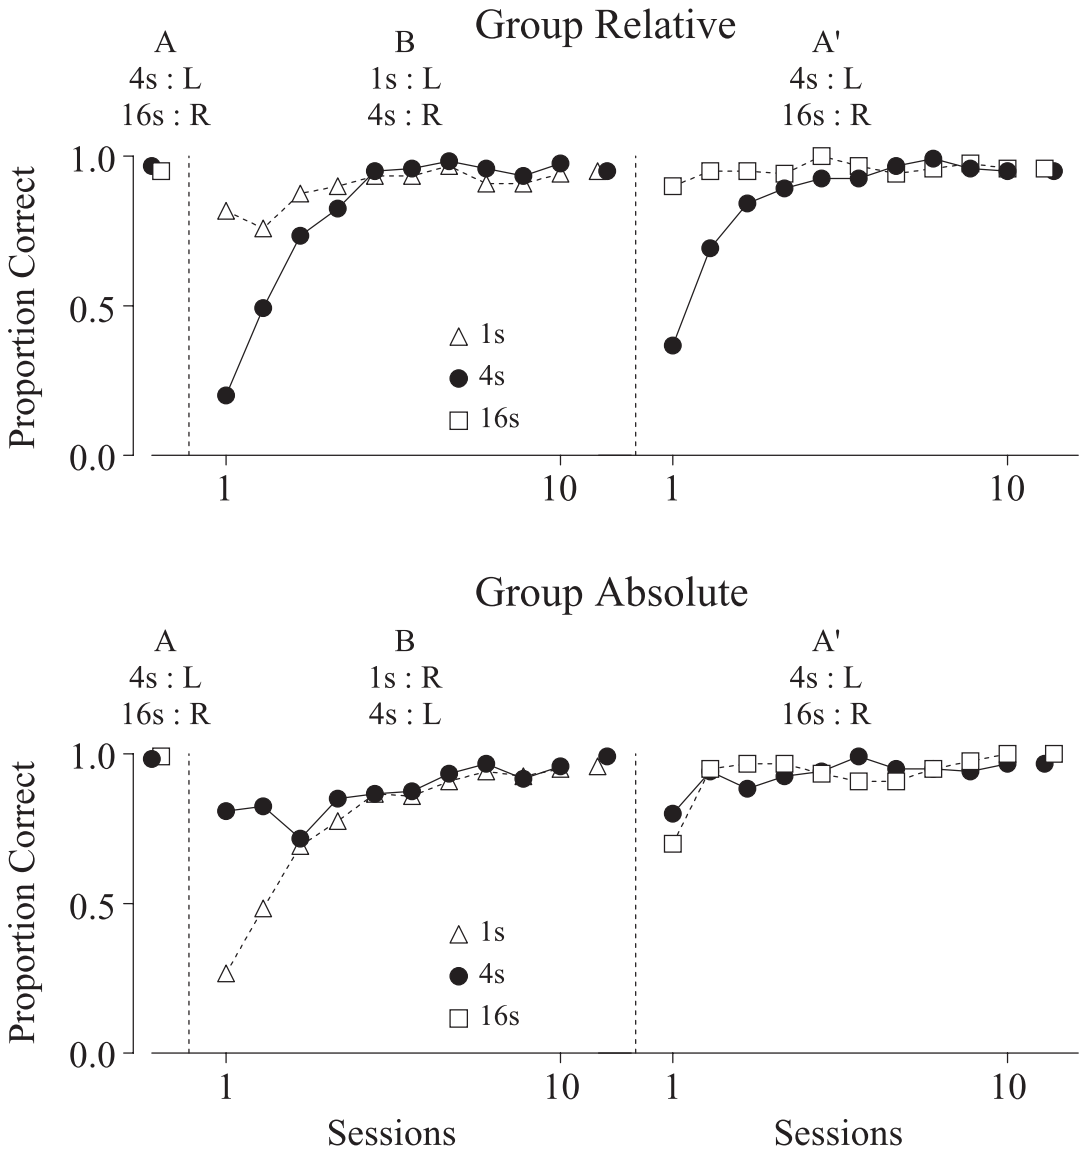 Group Relative
A B A'
4s : L 1s : L 4s : L
16s : R 4s : R 16s : R
1.0
Proportion Correct
0.5
1s
4s
16s
0.0
1 10 1 10
Group Absolute
A B A'
4s : L 1s : R 4s : L
16s : R 4s : L 16s : R
1.0
Proportion Correct
0.5
1s
4s
16s
0.0
1 10 1 10
Sessions Sessions